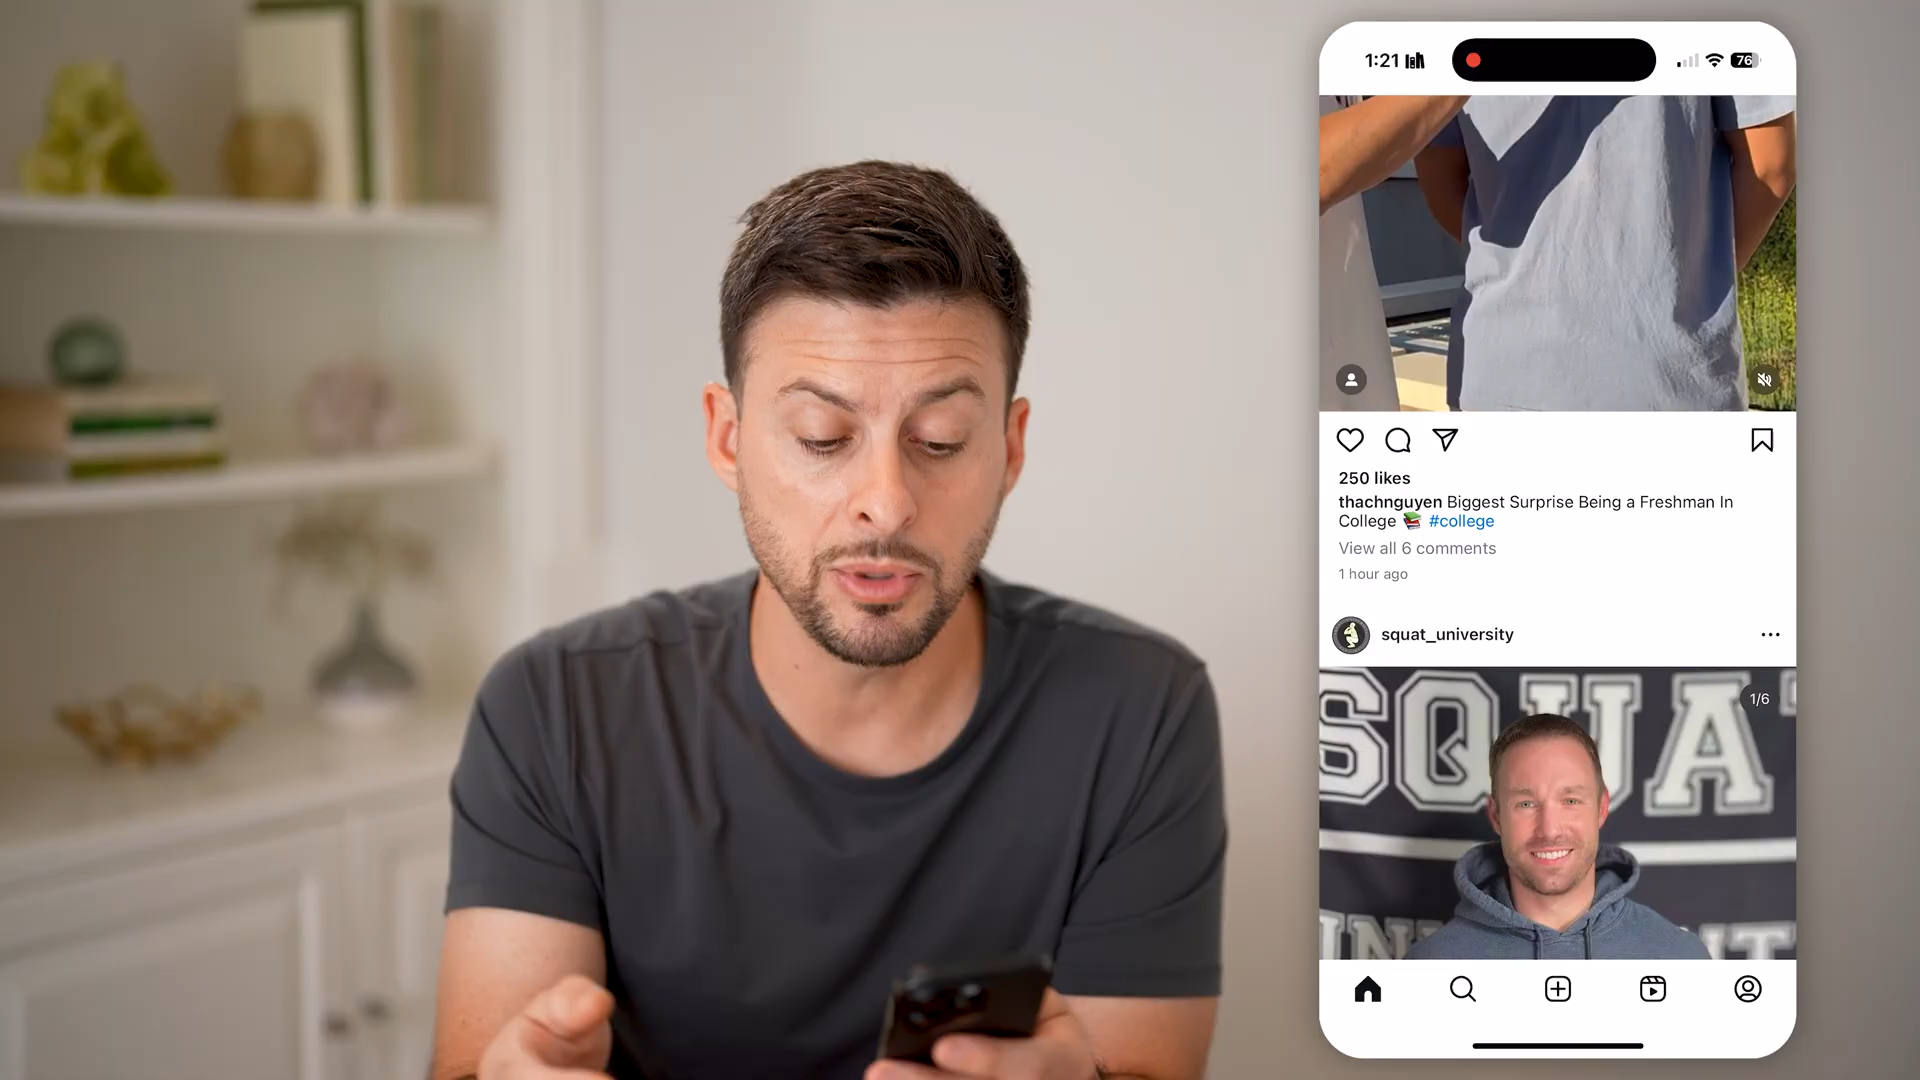 1:21
76
250 likes
thachnguyen Biggest Surprise Being a Freshman In
College 📚 #college
View all 6 comments
1 hour ago
squat_university
1/6
SQUA